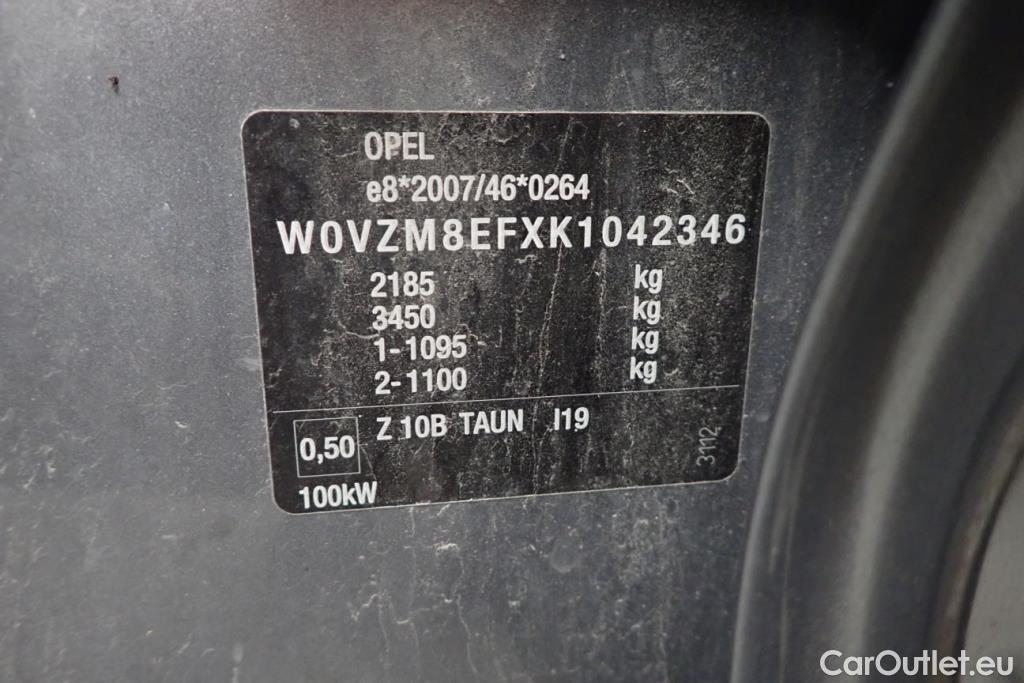 OPEL
e8*2007/46*0264
W0VZM8EFXK1042346
2185 kg
3450 kg
1-1095 kg
2-1100 kg
Z 10B TAUN I19
0,50
3112
100kW
CarOutlet.eu